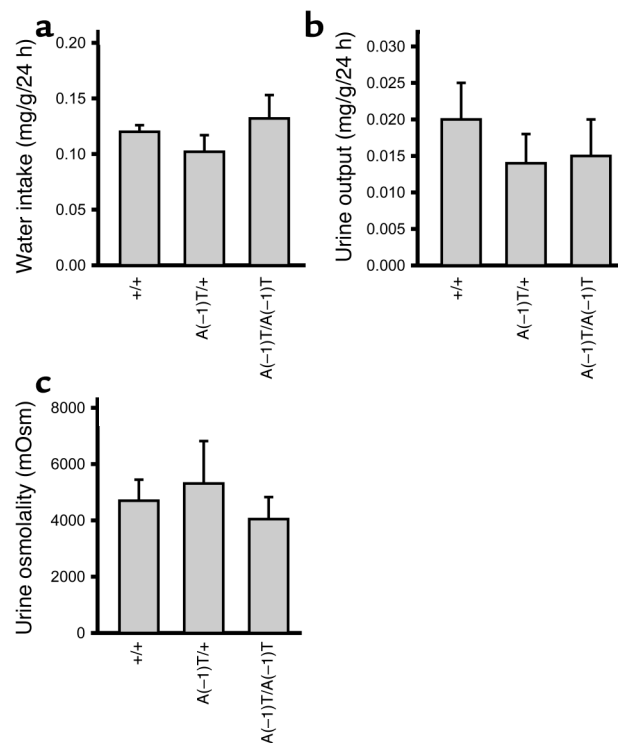 a
Water intake (mg/g/24 h)
0.20
0.15
0.10
0.05
0.00
+/+
A(−1)T/+
A(−1)T/A(−1)T
b
Urine output (mg/g/24 h)
0.030
0.025
0.020
0.015
0.010
0.005
0.000
+/+
A(−1)T/+
A(−1)T/A(−1)T
c
Urine osmolality (mOsm)
8000
6000
4000
2000
0
+/+
A(−1)T/+
A(−1)T/A(−1)T